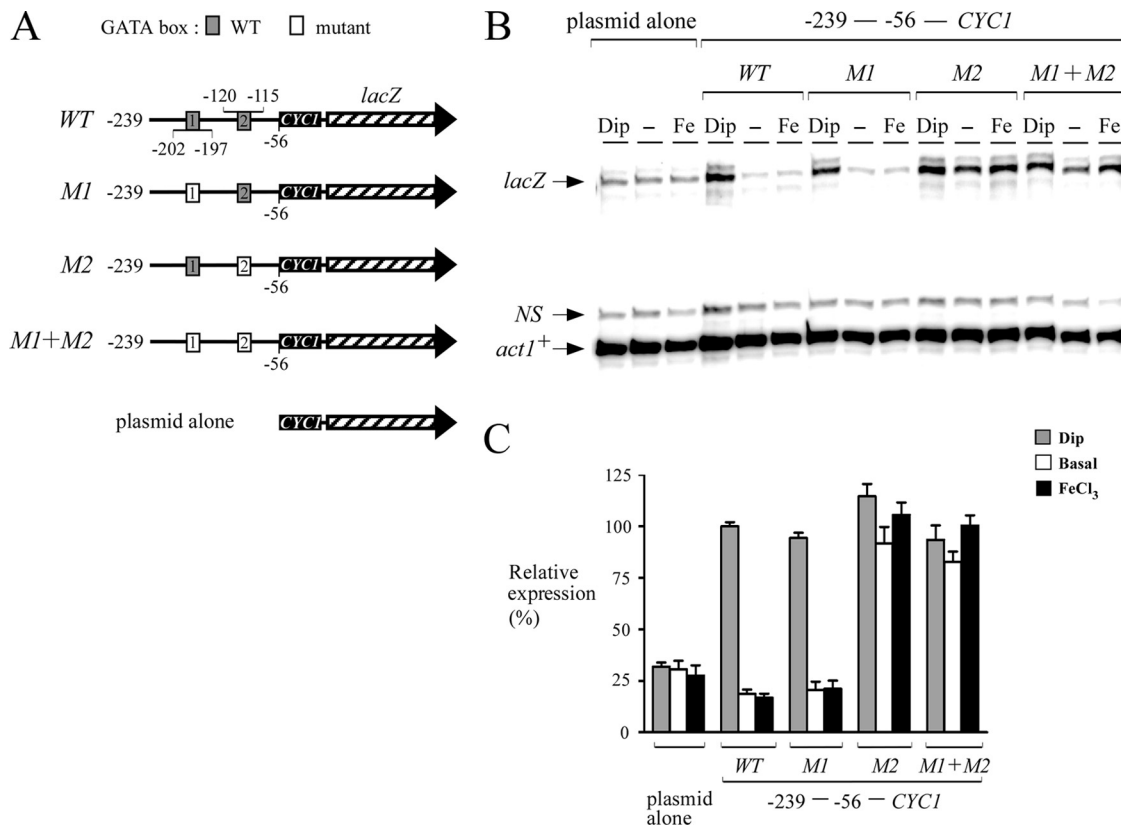 A
GATA box : WT mutant
-120 -115 lacZ
WT -239 1 2 CYC1
-202 -197 -56
M1 -239 1 2 CYC1
-56
M2 -239 1 2 CYC1
-56
M1+M2 -239 1 2 CYC1
-56
plasmid alone CYC1
B
plasmid alone -239 — -56 — CYC1
WT M1 M2 M1+M2
Dip – Fe Dip – Fe Dip – Fe Dip – Fe Dip – Fe
lacZ
NS
act1+
C
Dip
Basal
FeCl3
125
100
75
50
25
0
Relative
expression
(%)
WT M1 M2 M1+M2
plasmid
alone
-239 — -56 — CYC1